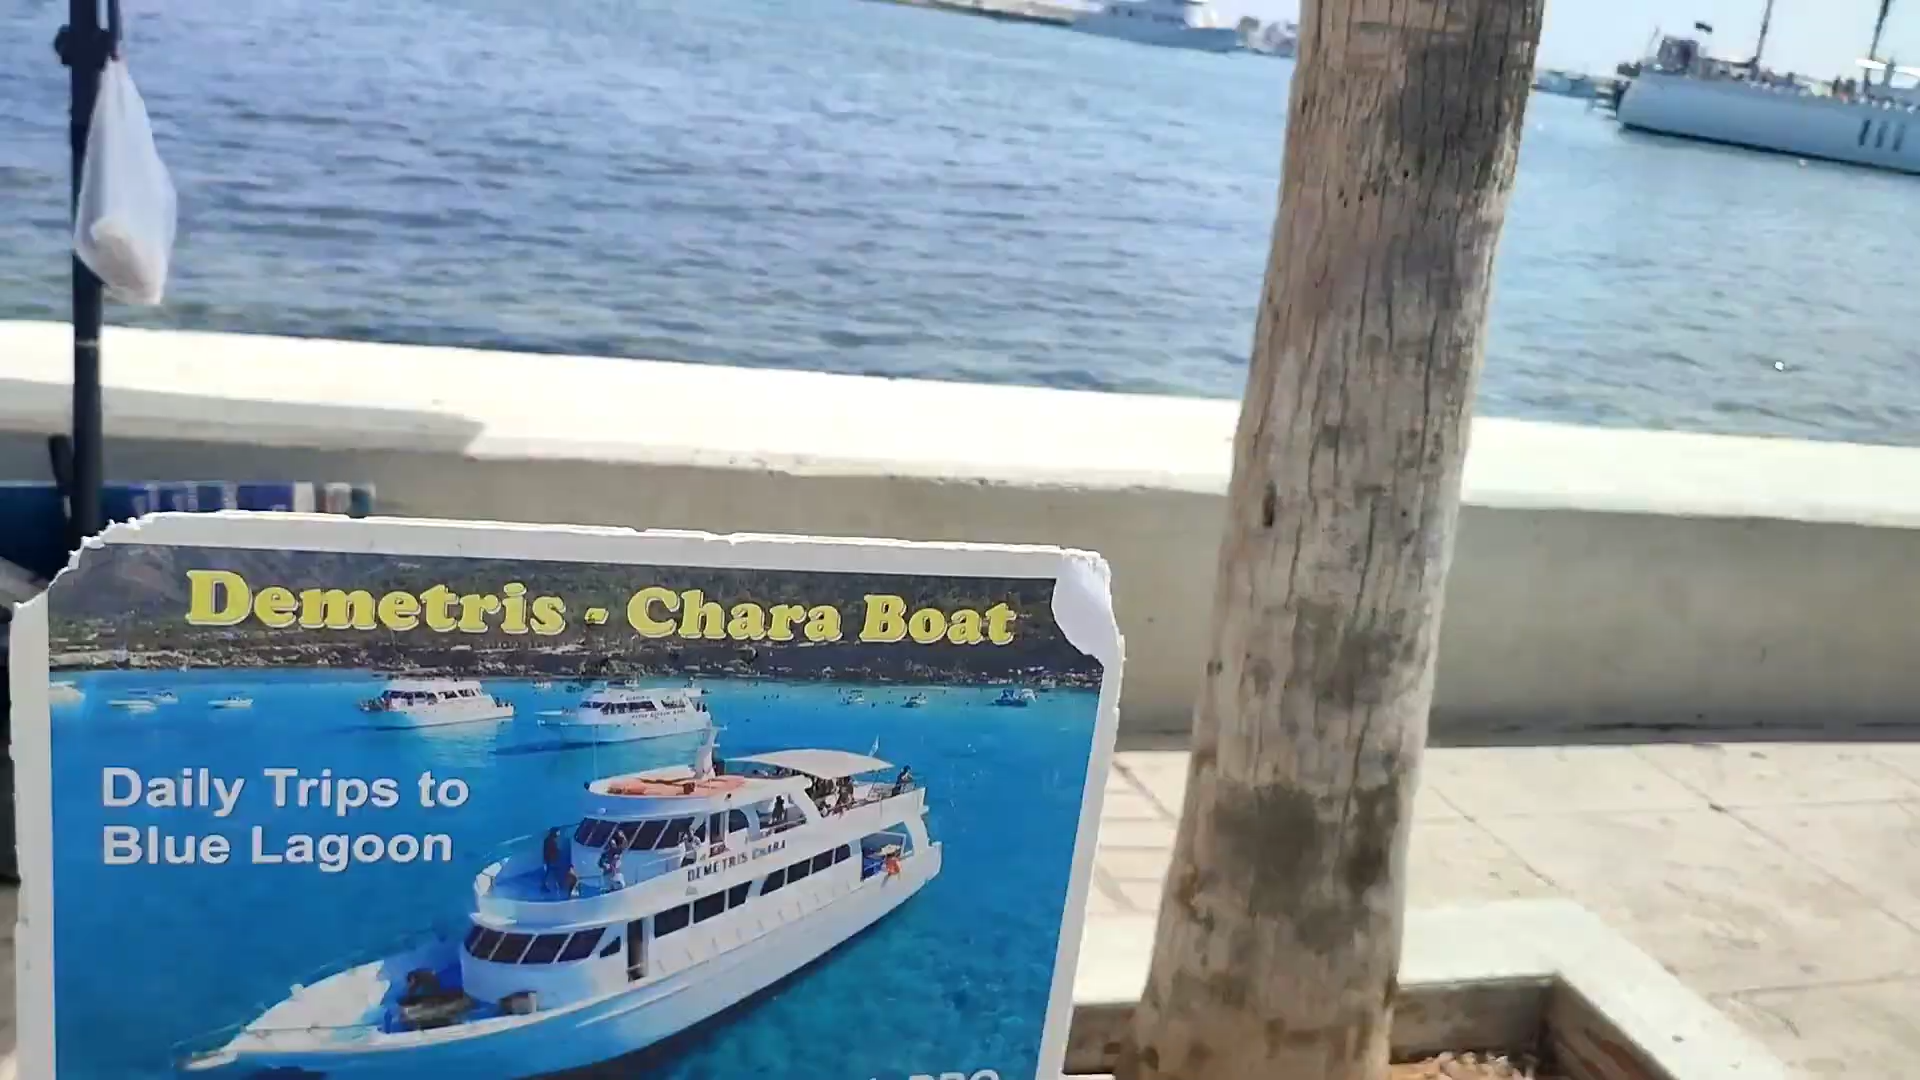 Demetris - Chara Boat
Daily Trips to
Blue Lagoon
DEMETRIS CHARA